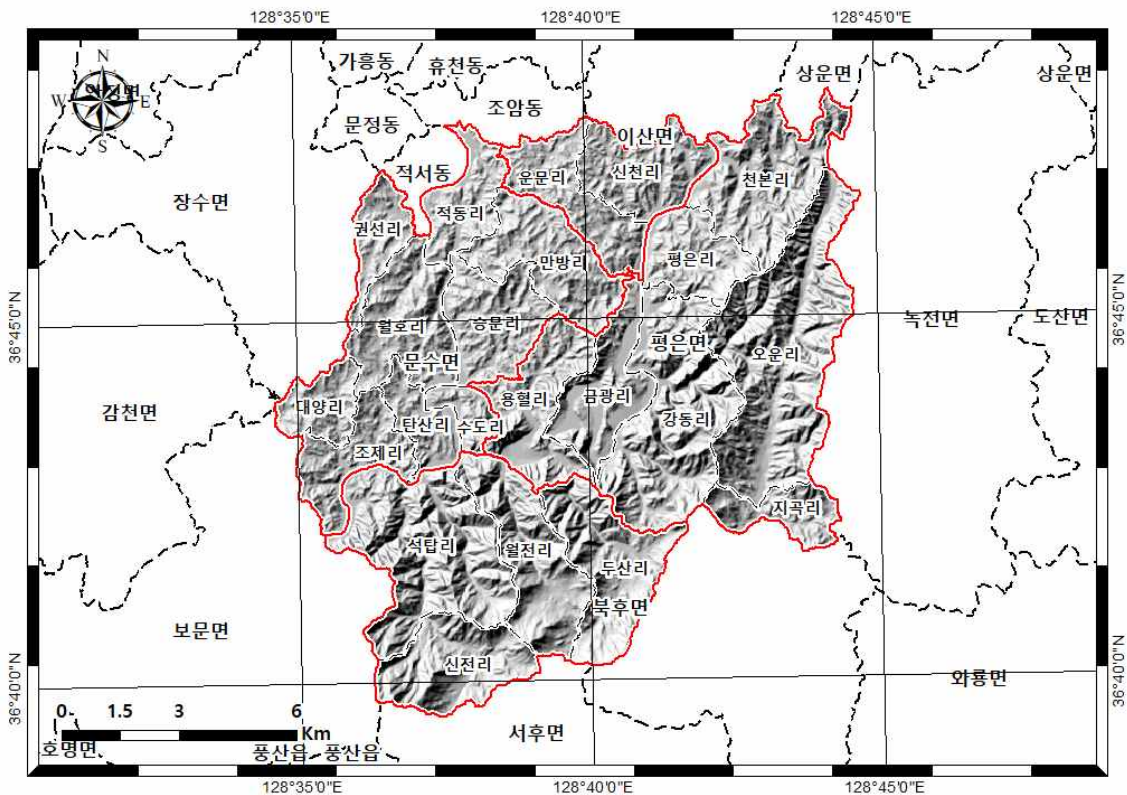 128°35'0"E 128°40'0"E 128°45'0"E
가흥동 휴천동 상운면 상운면
N
W E
S
조암동
문정동 이산면
적서동 운문리 신천리 천본리
장수면 적동리
권선리
만방리 평은리
36°45'0"N 월호리 승문리 평은면 녹전면 도산면 36°45'0"N
문수면 오운리
감천면 대양리 용혈리 금광리
탄산리 수도리 강동리
조제리
지곡리
석탑리 월전리
두산리
북후면
보문면
신전리
36°40'0"N 와룡면 36°40'0"N
0 1.5 3 6
Km
서후면
호명면 풍산읍 풍산읍
128°35'0"E 128°40'0"E 128°45'0"E